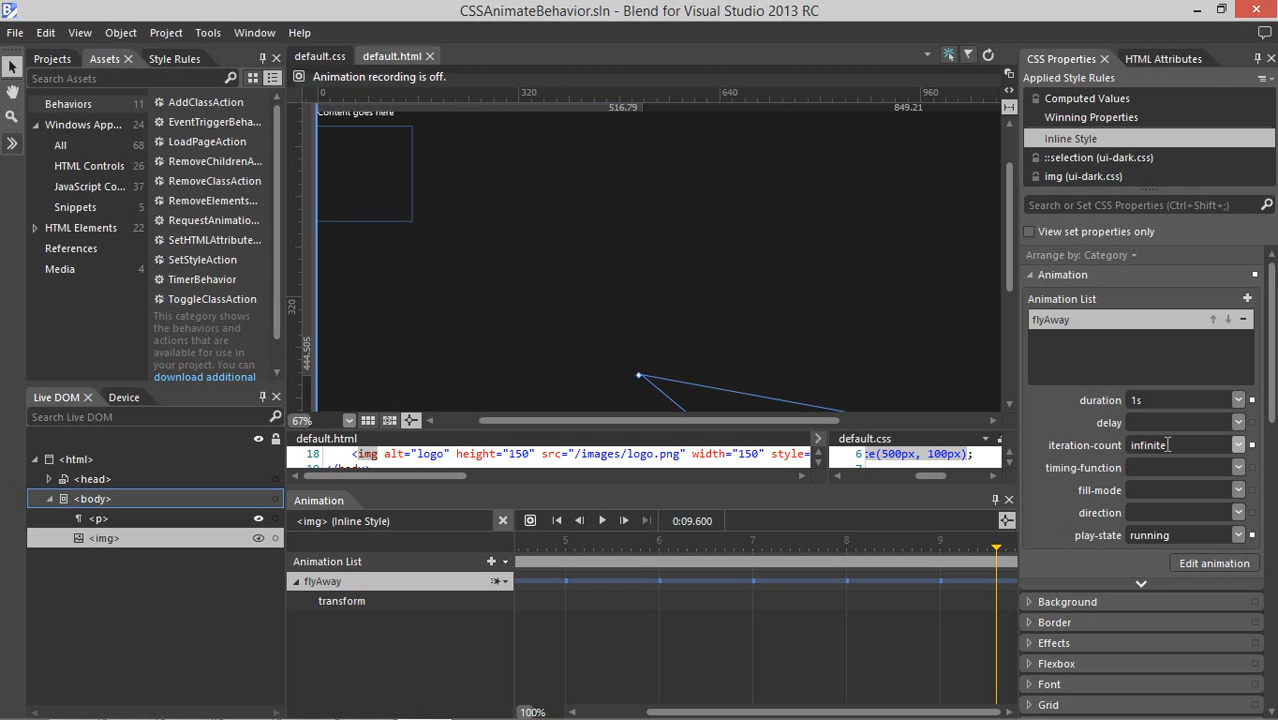 CSSAnimateBehavior.sln - Blend for Visual Studio 2013 RC
File Edit View Object Project Tools Window Help
Projects Assets Style Rules
Search Assets
Behaviors 11
Windows App... 24
All 68
HTML Controls 26
JavaScript Co... 37
Snippets 6
HTML Elements 22
References
Media 4
AddClassAction
EventTriggerBeha...
LoadPageAction
RemoveChildrenA...
RemoveClassAction
RemoveElements...
RequestAnimatio...
SetHTMLAttribute...
SetStyleAction
TimerBehavior
ToggleClassAction
This category shows
the behaviors and
actions that are
available for use in
your project. You can
download additional
Live DOM Device
Search Live DOM
<html>
<head>
<body>
<p>
<img>
default.css default.html
Animation recording is off.
0 320 516.79 640 849.21 960
Content goes here
320
444.505
67%
default.html
18 <img alt="logo" height="150" src="/images/logo.png" width="150" style=
default.css
6 te(500px, 100px);
Animation
<img> (Inline Style) 0:09.600
5 6 7 8 9
Animation List
flyAway
transform
100%
CSS Properties HTML Attributes
Applied Style Rules
Computed Values
Winning Properties
Inline Style
::selection (ui-dark.css)
img (ui-dark.css)
Search or Set CSS Properties (Ctrl+Shift+;)
View set properties only
Arrange by: Category
Animation
Animation List
flyAway
duration 1s
delay
iteration-count infinite
timing-function
fill-mode
direction
play-state running
Edit animation
Background
Border
Effects
Flexbox
Font
Grid